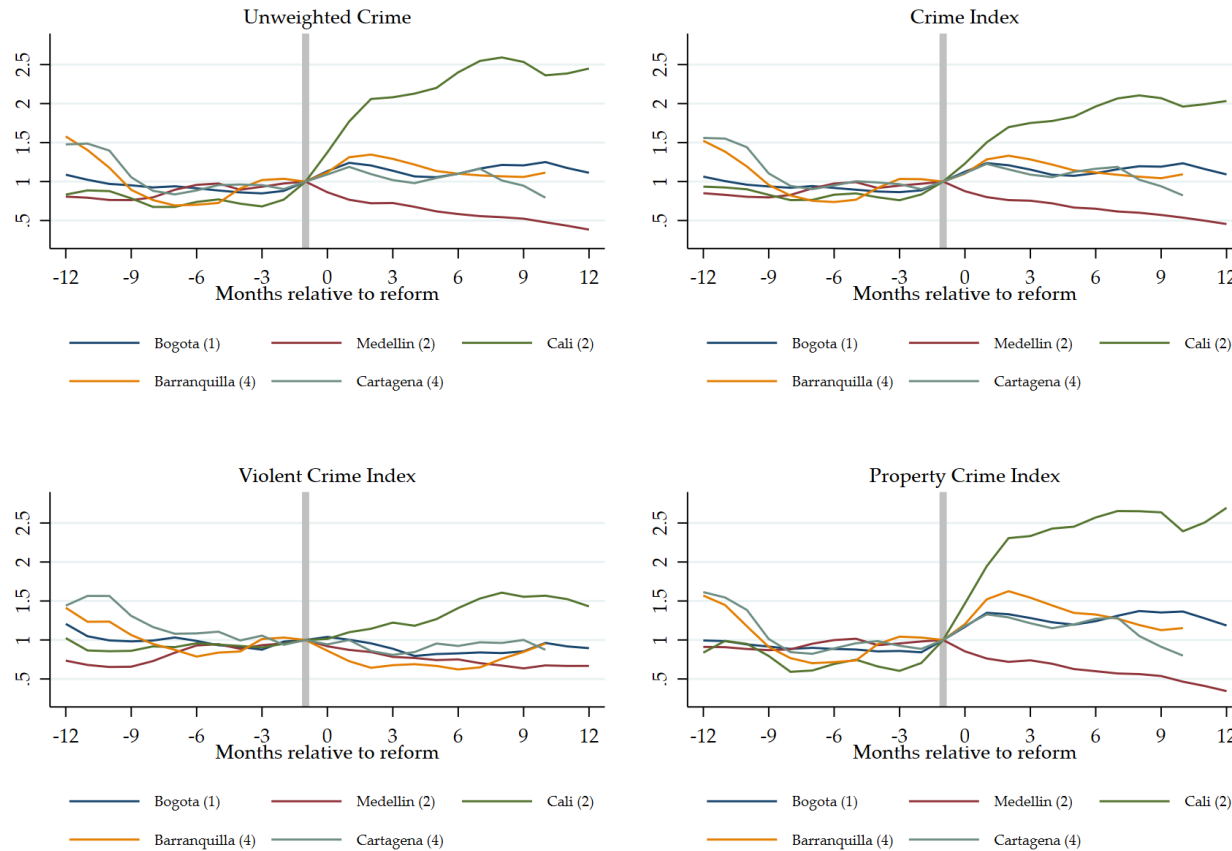 Unweighted Crime
2.5
2
1.5
1
.5
-12 -9 -6 -3 0 3 6 9 12
Months relative to reform
Bogota (1) Medellin (2) Cali (2)
Barranquilla (4) Cartagena (4)
Crime Index
2.5
2
1.5
1
.5
-12 -9 -6 -3 0 3 6 9 12
Months relative to reform
Bogota (1) Medellin (2) Cali (2)
Barranquilla (4) Cartagena (4)
Violent Crime Index
2.5
2
1.5
1
.5
-12 -9 -6 -3 0 3 6 9 12
Months relative to reform
Bogota (1) Medellin (2) Cali (2)
Barranquilla (4) Cartagena (4)
Property Crime Index
2.5
2
1.5
1
.5
-12 -9 -6 -3 0 3 6 9 12
Months relative to reform
Bogota (1) Medellin (2) Cali (2)
Barranquilla (4) Cartagena (4)